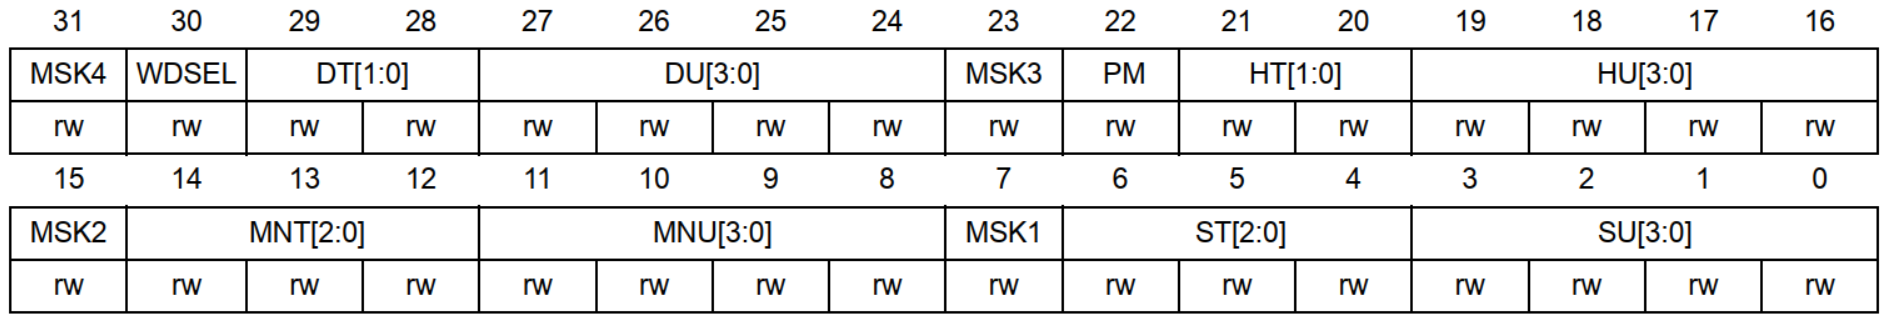 31 30 29 28 27 26 25 24 23 22 21 20 19 18 17 16
MSK4 WDSEL DT[1:0] DU[3:0] MSK3 PM HT[1:0] HU[3:0]
rw rw rw rw rw rw rw rw rw rw rw rw rw rw rw rw
15 14 13 12 11 10 9 8 7 6 5 4 3 2 1 0
MSK2 MNT[2:0] MNU[3:0] MSK1 ST[2:0] SU[3:0]
rw rw rw rw rw rw rw rw rw rw rw rw rw rw rw rw